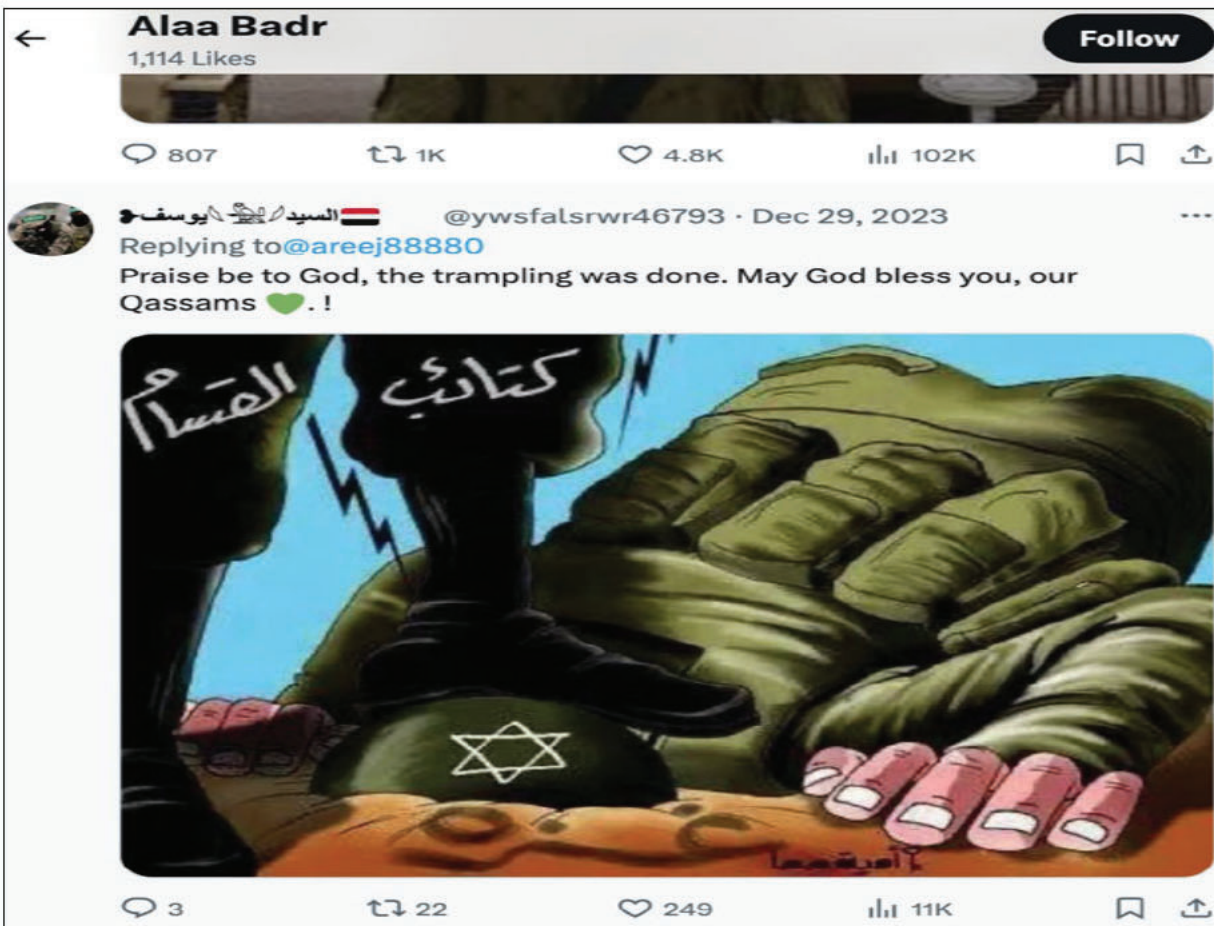 Alaa Badr
1,114 Likes
Follow
807 1K 4.8K 102K
السيد يوسف @ywsfalsrwr46793 · Dec 29, 2023
Replying to@areej88880
Praise be to God, the trampling was done. May God bless you, our
Qassams 💚. !
كتائب
القسام
3 22 249 11K